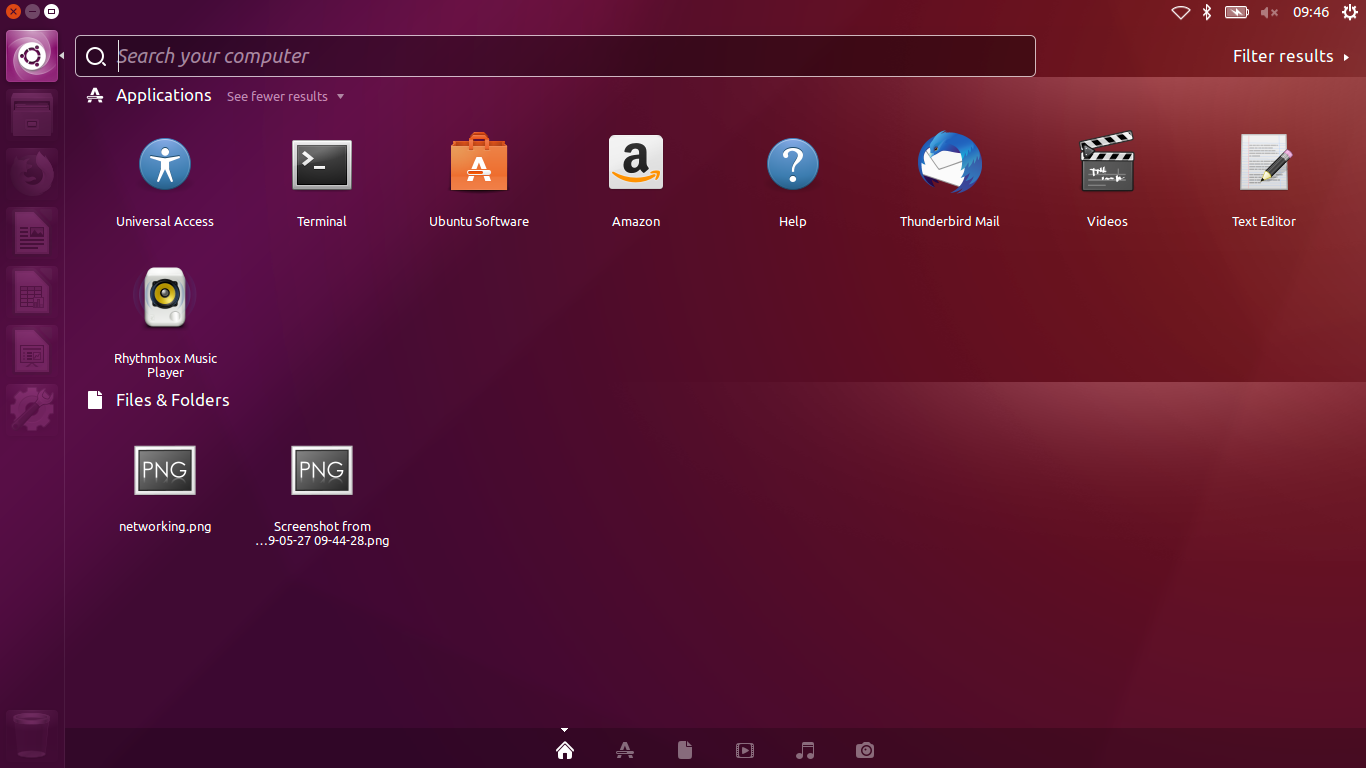 09:46
Search your computer
Filter results
Applications See fewer results
Universal Access
Terminal
Ubuntu Software
Amazon
Help
Thunderbird Mail
Videos
Text Editor
Rhythmbox Music
Player
Files & Folders
PNG
PNG
networking.png
Screenshot from
...9-05-27 09-44-28.png